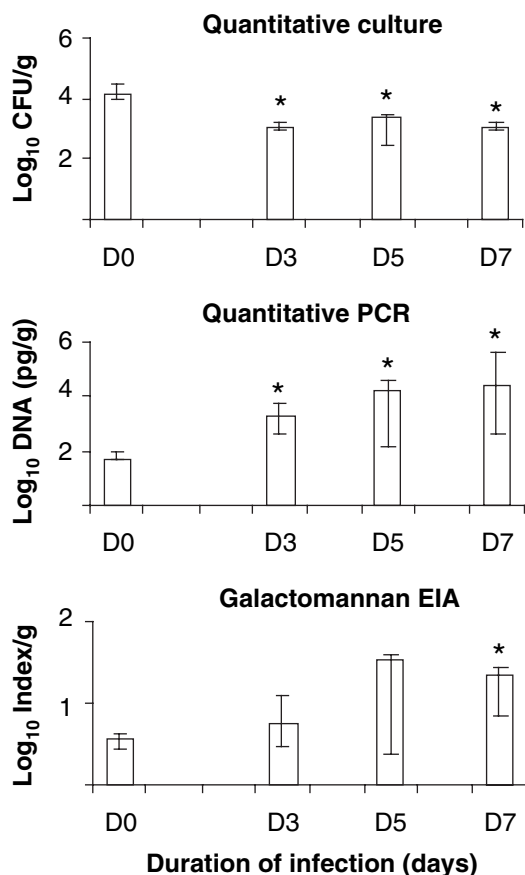 Quantitative culture
Log₁₀ CFU/g
6
4
2
*
*
*
D0 D3 D5 D7
Quantitative PCR
Log₁₀ DNA (pg/g)
6
4
2
*
*
*
D0 D3 D5 D7
Galactomannan EIA
Log₁₀ Index/g
2
1
*
D0 D3 D5 D7
Duration of infection (days)